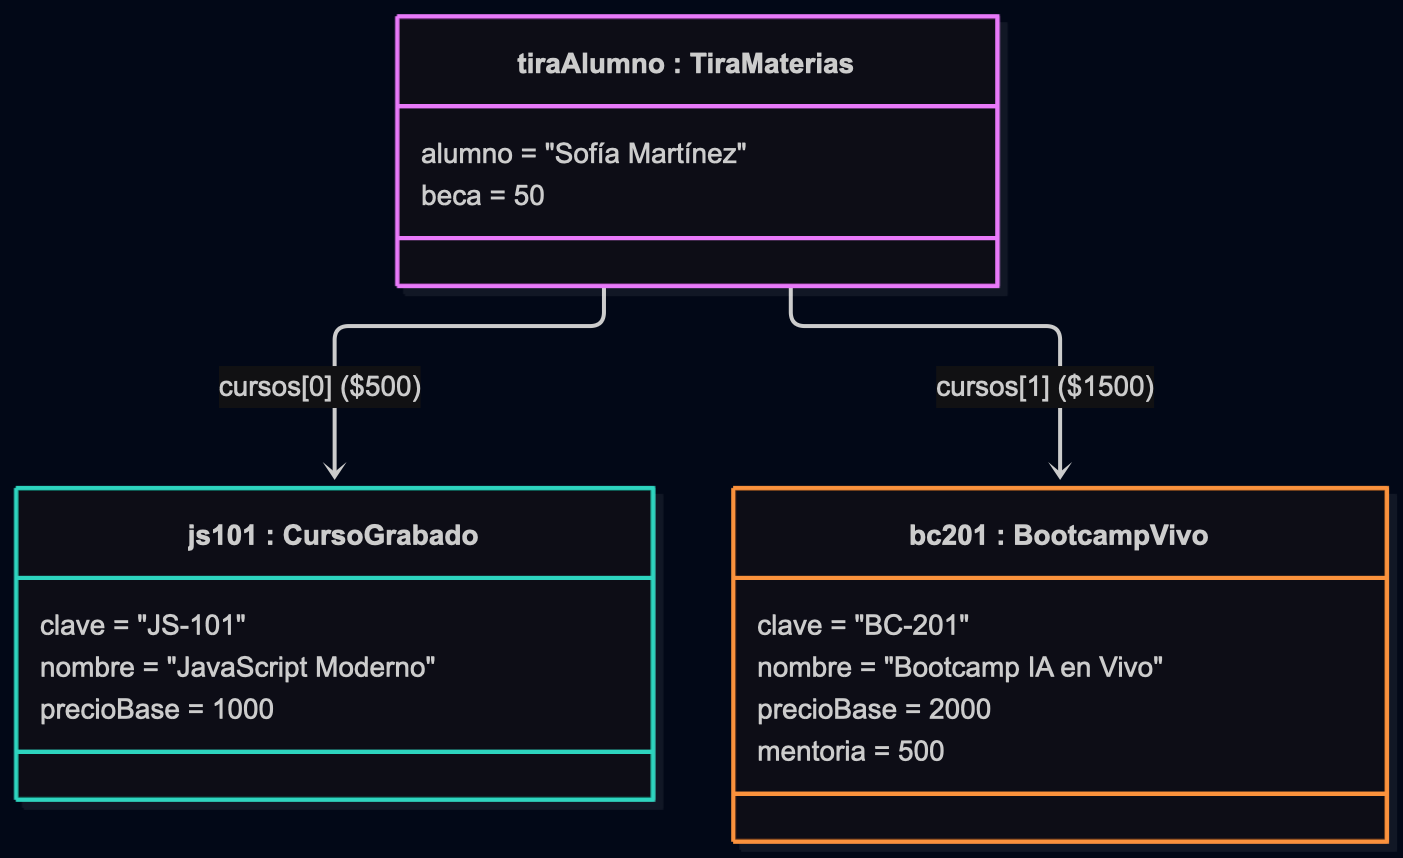 tiraAlumno : TiraMaterias
alumno = "Sofía Martínez"
beca = 50
cursos[0] ($500)
cursos[1] ($1500)
js101 : CursoGrabado
clave = "JS-101"
nombre = "JavaScript Moderno"
precioBase = 1000
bc201 : BootcampVivo
clave = "BC-201"
nombre = "Bootcamp IA en Vivo"
precioBase = 2000
mentoria = 500